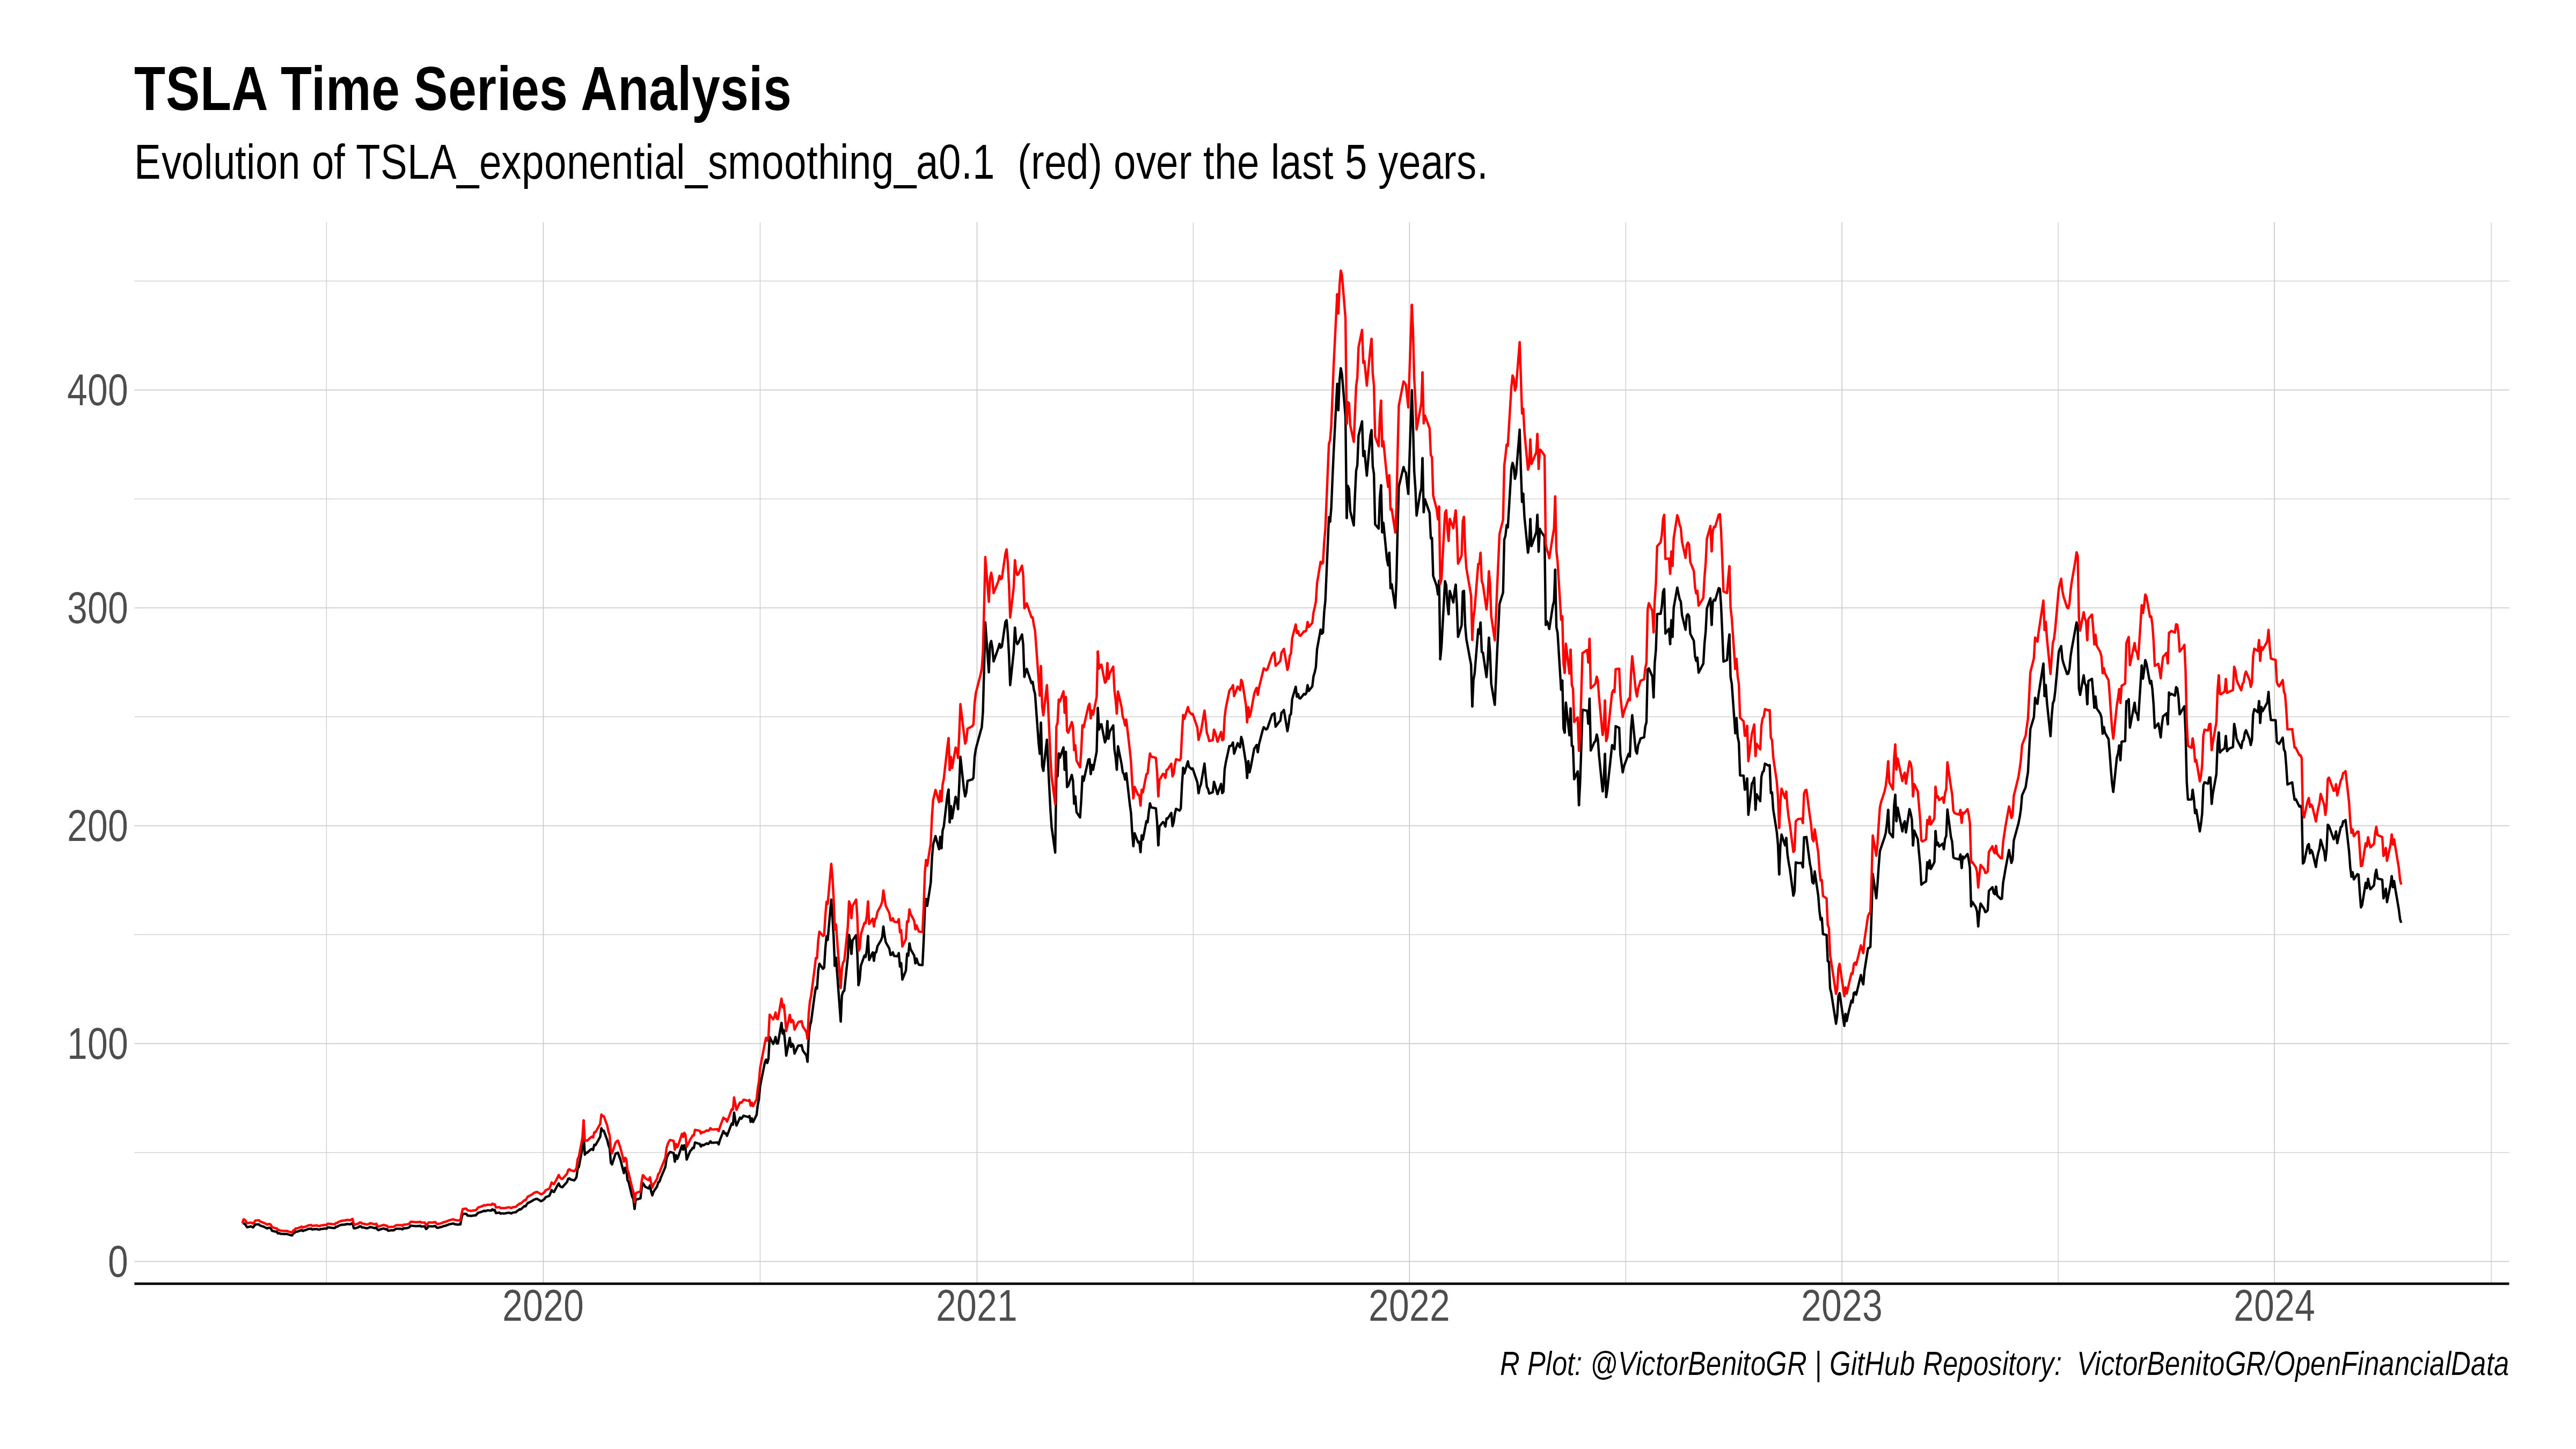 TSLA Time Series Analysis
Evolution of TSLA_exponential_smoothing_a0.1  (red) over the last 5 years.
400
300
200
100
0
2020 2021 2022 2023 2024
R Plot: @VictorBenitoGR | GitHub Repository:  VictorBenitoGR/OpenFinancialData